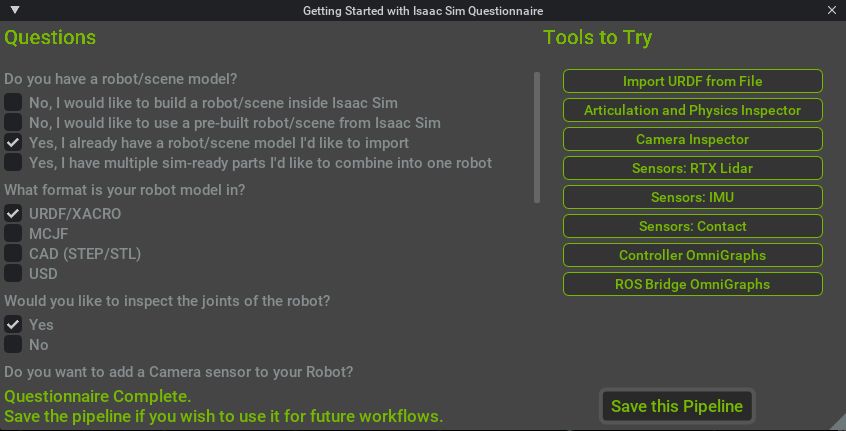 Getting Started with Isaac Sim Questionnaire
Questions
Do you have a robot/scene model?
No, I would like to build a robot/scene inside Isaac Sim
No, I would like to use a pre-built robot/scene from Isaac Sim
Yes, I already have a robot/scene model I'd like to import
Yes, I have multiple sim-ready parts I'd like to combine into one robot
What format is your robot model in?
URDF/XACRO
MCJF
CAD (STEP/STL)
USD
Would you like to inspect the joints of the robot?
Yes
No
Do you want to add a Camera sensor to your Robot?
Questionnaire Complete.
Save the pipeline if you wish to use it for future workflows.
Tools to Try
Import URDF from File
Articulation and Physics Inspector
Camera Inspector
Sensors: RTX Lidar
Sensors: IMU
Sensors: Contact
Controller OmniGraphs
ROS Bridge OmniGraphs
Save this Pipeline